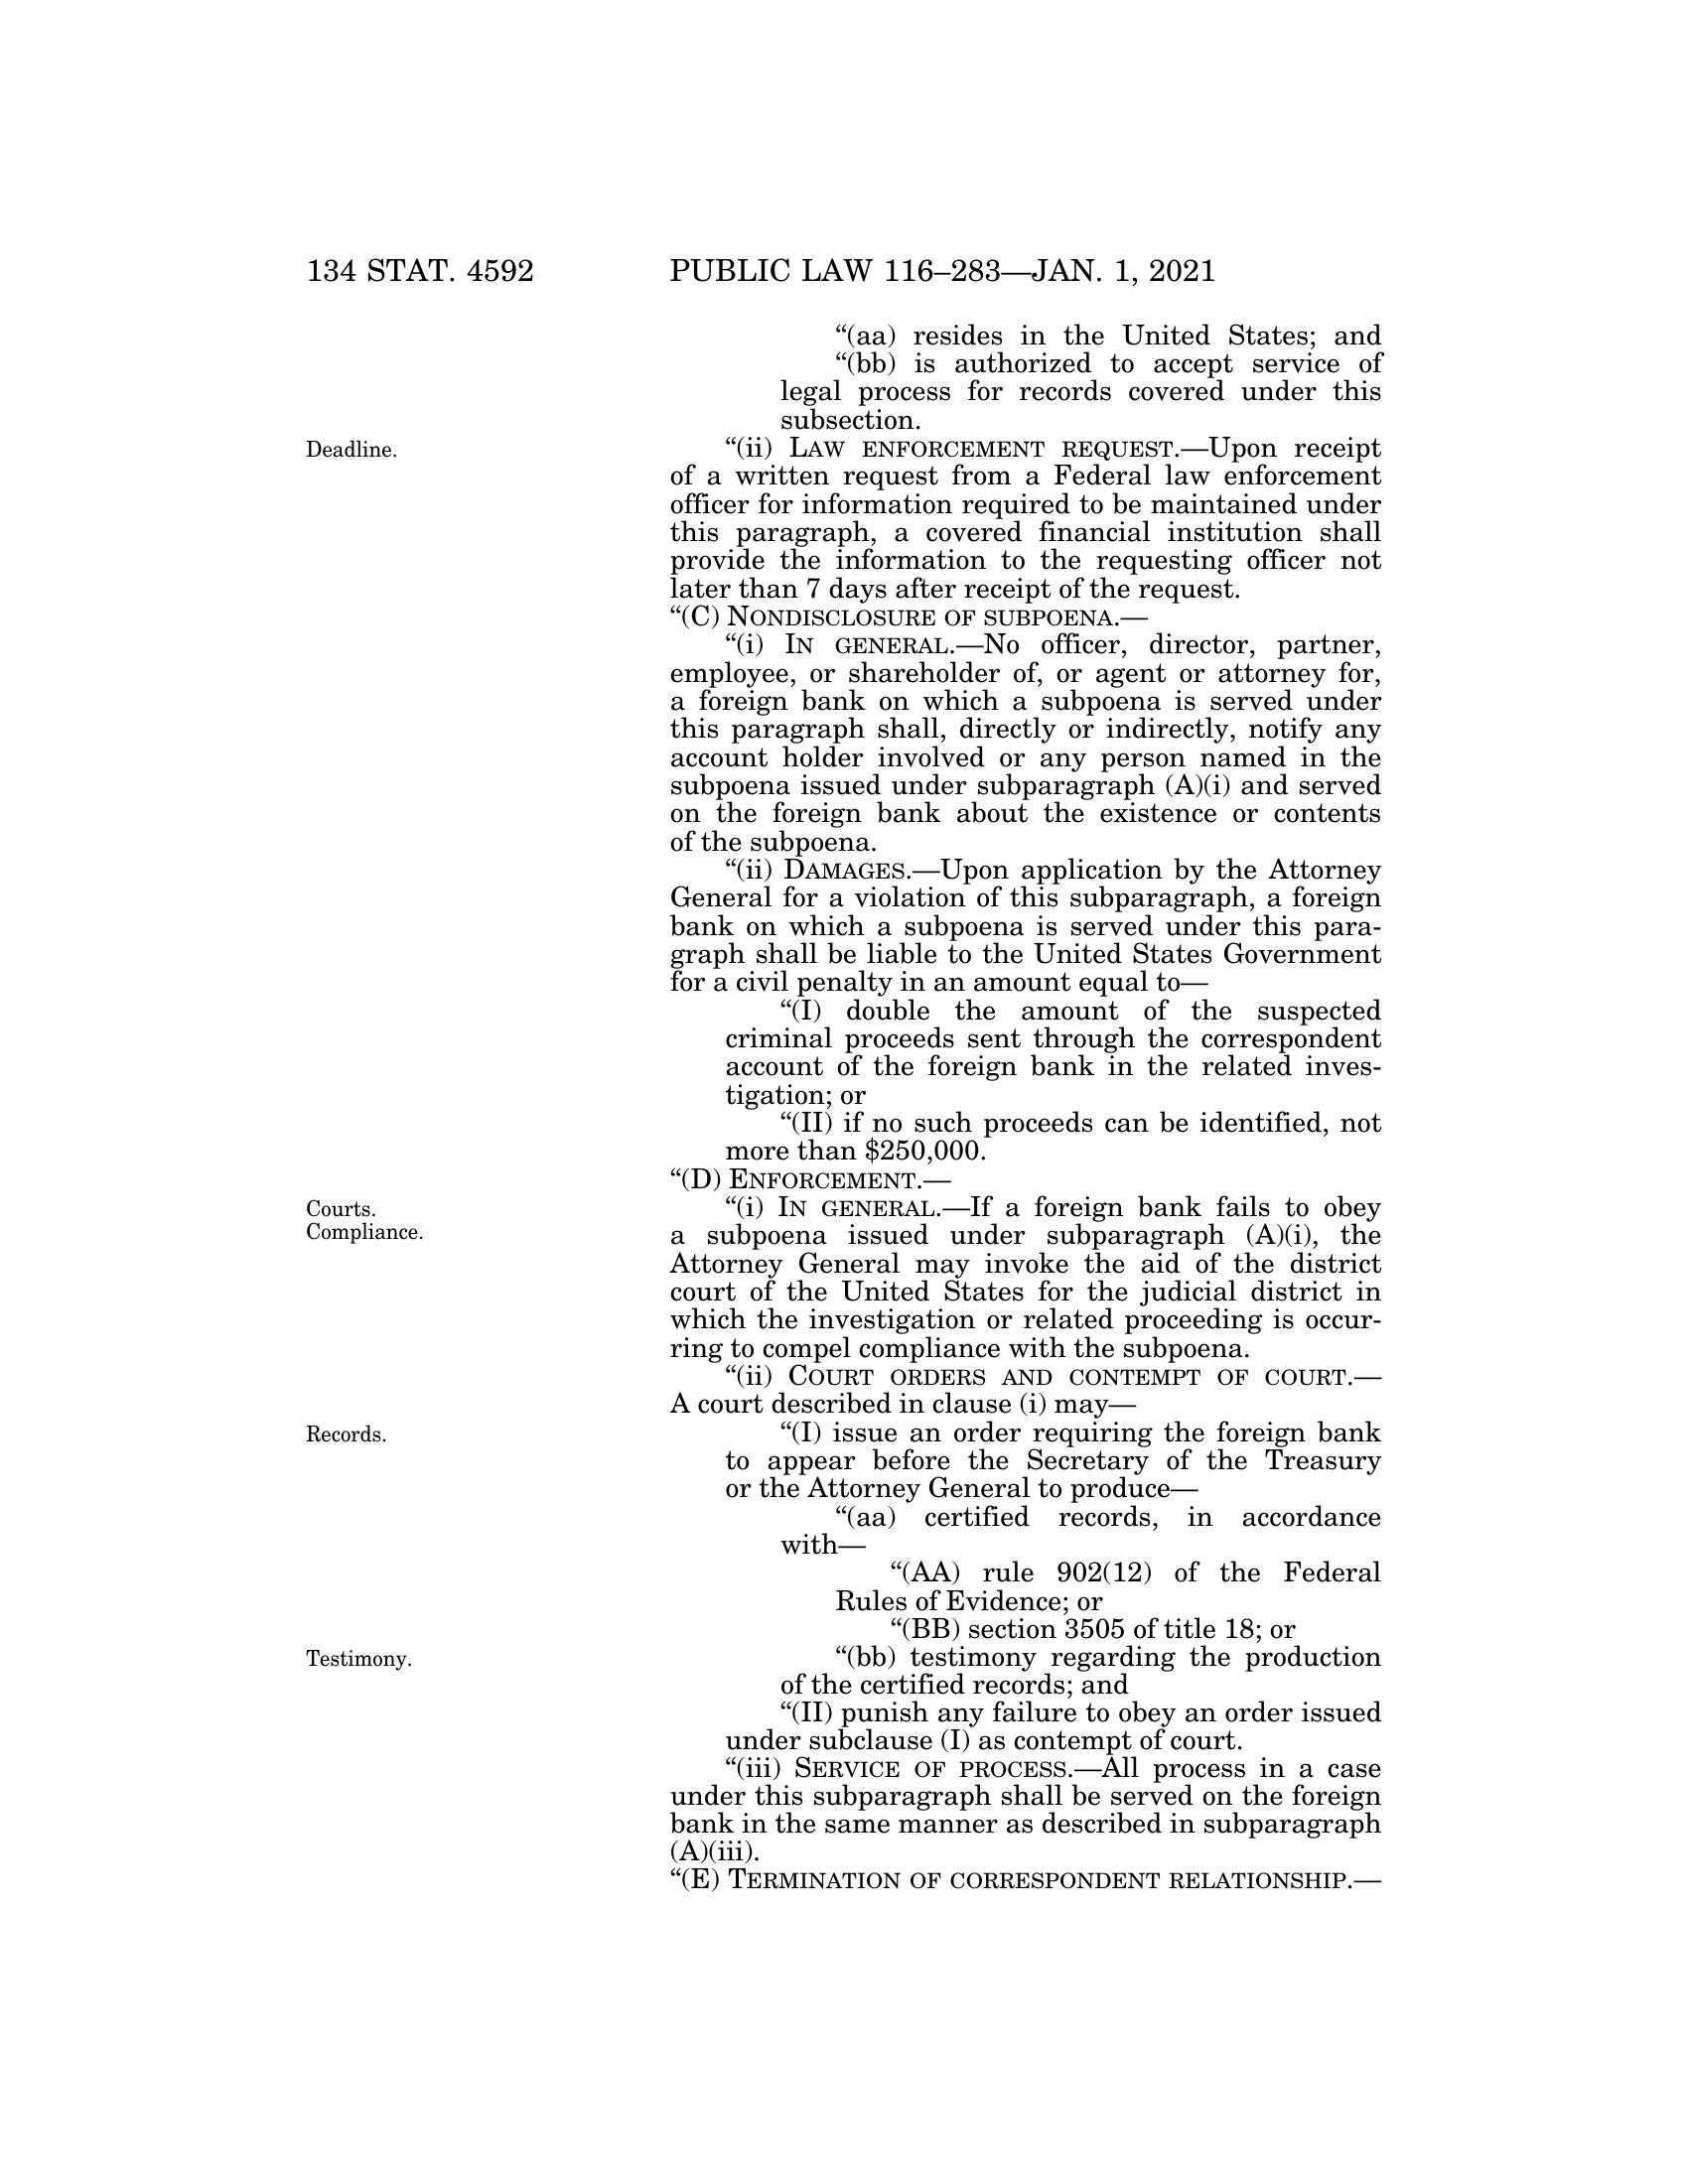 134 STAT. 4592 PUBLIC LAW 116–283—JAN. 1, 2021
“(aa) resides in the United States; and
“(bb) is authorized to accept service of
legal process for records covered under this
subsection.
Deadline.
“(ii) LAW ENFORCEMENT REQUEST.—Upon receipt
of a written request from a Federal law enforcement
officer for information required to be maintained under
this paragraph, a covered financial institution shall
provide the information to the requesting officer not
later than 7 days after receipt of the request.
“(C) NONDISCLOSURE OF SUBPOENA.—
“(i) IN GENERAL.—No officer, director, partner,
employee, or shareholder of, or agent or attorney for,
a foreign bank on which a subpoena is served under
this paragraph shall, directly or indirectly, notify any
account holder involved or any person named in the
subpoena issued under subparagraph (A)(i) and served
on the foreign bank about the existence or contents
of the subpoena.
“(ii) DAMAGES.—Upon application by the Attorney
General for a violation of this subparagraph, a foreign
bank on which a subpoena is served under this para-
graph shall be liable to the United States Government
for a civil penalty in an amount equal to—
“(I) double the amount of the suspected
criminal proceeds sent through the correspondent
account of the foreign bank in the related inves-
tigation; or
“(II) if no such proceeds can be identified, not
more than $250,000.
“(D) ENFORCEMENT.—
Courts.
Compliance.
“(i) IN GENERAL.—If a foreign bank fails to obey
a subpoena issued under subparagraph (A)(i), the
Attorney General may invoke the aid of the district
court of the United States for the judicial district in
which the investigation or related proceeding is occur-
ring to compel compliance with the subpoena.
“(ii) COURT ORDERS AND CONTEMPT OF COURT.—
A court described in clause (i) may—
Records.
“(I) issue an order requiring the foreign bank
to appear before the Secretary of the Treasury
or the Attorney General to produce—
“(aa) certified records, in accordance
with—
“(AA) rule 902(12) of the Federal
Rules of Evidence; or
“(BB) section 3505 of title 18; or
Testimony.
“(bb) testimony regarding the production
of the certified records; and
“(II) punish any failure to obey an order issued
under subclause (I) as contempt of court.
“(iii) SERVICE OF PROCESS.—All process in a case
under this subparagraph shall be served on the foreign
bank in the same manner as described in subparagraph
(A)(iii).
“(E) TERMINATION OF CORRESPONDENT RELATIONSHIP.—